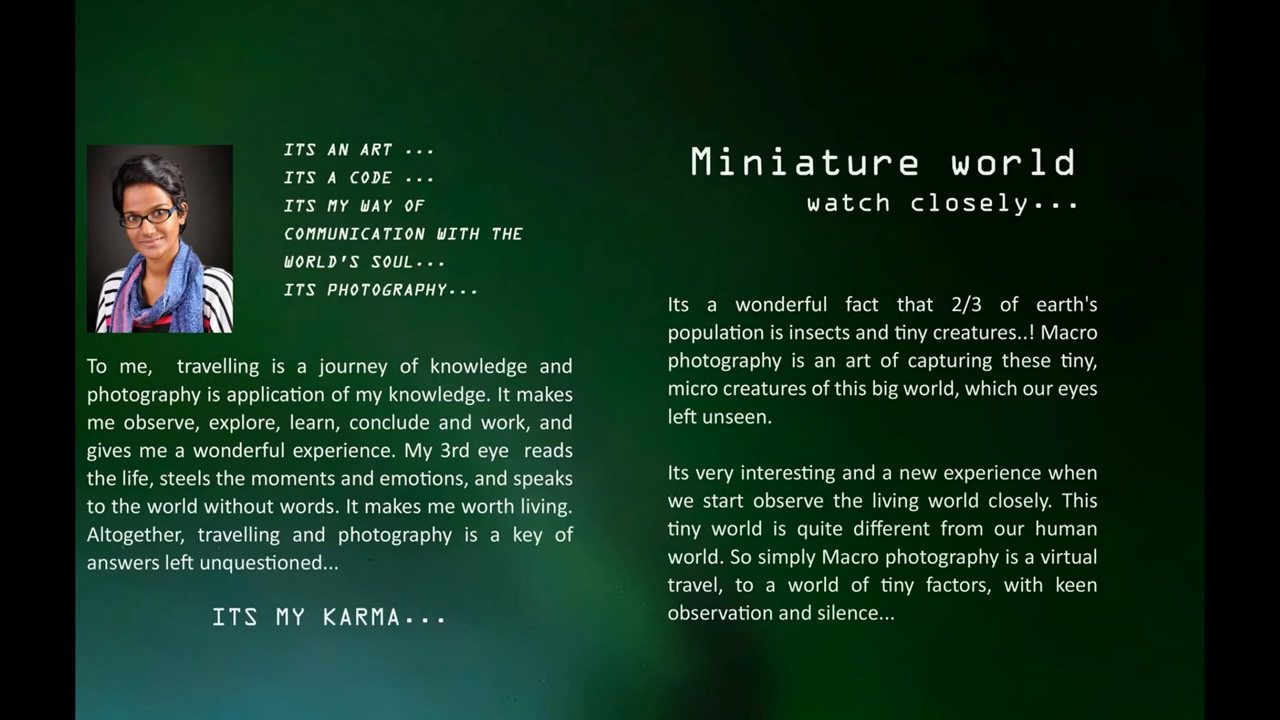 ITS AN ART ...
ITS A CODE ...
ITS MY WAY OF
COMMUNICATION WITH THE
WORLD'S SOUL...
ITS PHOTOGRAPHY...
To me, travelling is a journey of knowledge and
photography is application of my knowledge. It makes
me observe, explore, learn, conclude and work, and
gives me a wonderful experience. My 3rd eye reads
the life, steels the moments and emotions, and speaks
to the world without words. It makes me worth living.
Altogether, travelling and photography is a key of
answers left unquestioned...
ITS MY KARMA...
Miniature world
watch closely...
Its a wonderful fact that 2/3 of earth's
population is insects and tiny creatures..! Macro
photography is an art of capturing these tiny,
micro creatures of this big world, which our eyes
left unseen.
Its very interesting and a new experience when
we start observe the living world closely. This
tiny world is quite different from our human
world. So simply Macro photography is a virtual
travel, to a world of tiny factors, with keen
observation and silence...